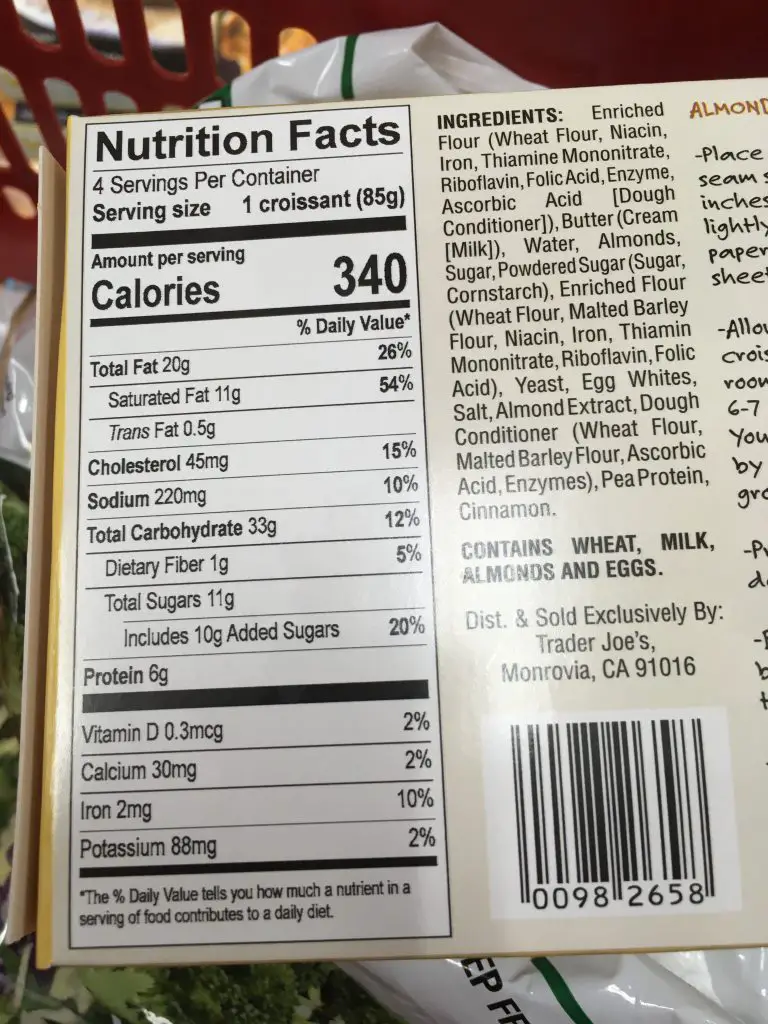 Nutrition Facts
4 Servings Per Container
Serving size 1 croissant (85g)
Amount per serving
Calories 340
% Daily Value*
Total Fat 20g 26%
Saturated Fat 11g 54%
Trans Fat 0.5g
Cholesterol 45mg 15%
Sodium 220mg 10%
Total Carbohydrate 33g 12%
Dietary Fiber 1g 5%
Total Sugars 11g
Includes 10g Added Sugars 20%
Protein 6g
Vitamin D 0.3mcg 2%
Calcium 30mg 2%
Iron 2mg 10%
Potassium 88mg 2%
*The % Daily Value tells you how much a nutrient in a
serving of food contributes to a daily diet.
INGREDIENTS: Enriched
Flour (Wheat Flour, Niacin,
Iron, Thiamine Mononitrate,
Riboflavin, Folic Acid, Enzyme,
Ascorbic Acid [Dough
Conditioner]), Butter (Cream
[Milk]), Water, Almonds,
Sugar, Powdered Sugar (Sugar,
Cornstarch), Enriched Flour
(Wheat Flour, Malted Barley
Flour, Niacin, Iron, Thiamin
Mononitrate, Riboflavin, Folic
Acid), Yeast, Egg Whites,
Salt, Almond Extract, Dough
Conditioner (Wheat Flour,
Malted Barley Flour, Ascorbic
Acid, Enzymes), Pea Protein,
Cinnamon.
CONTAINS WHEAT, MILK,
ALMONDS AND EGGS.
Dist. & Sold Exclusively By:
Trader Joe's,
Monrovia, CA 91016
0098 2658
ALMOND
-Place
seam
inches
lightly
paper
sheet
-Allow
crois
room
6-7
You
by
EP FR